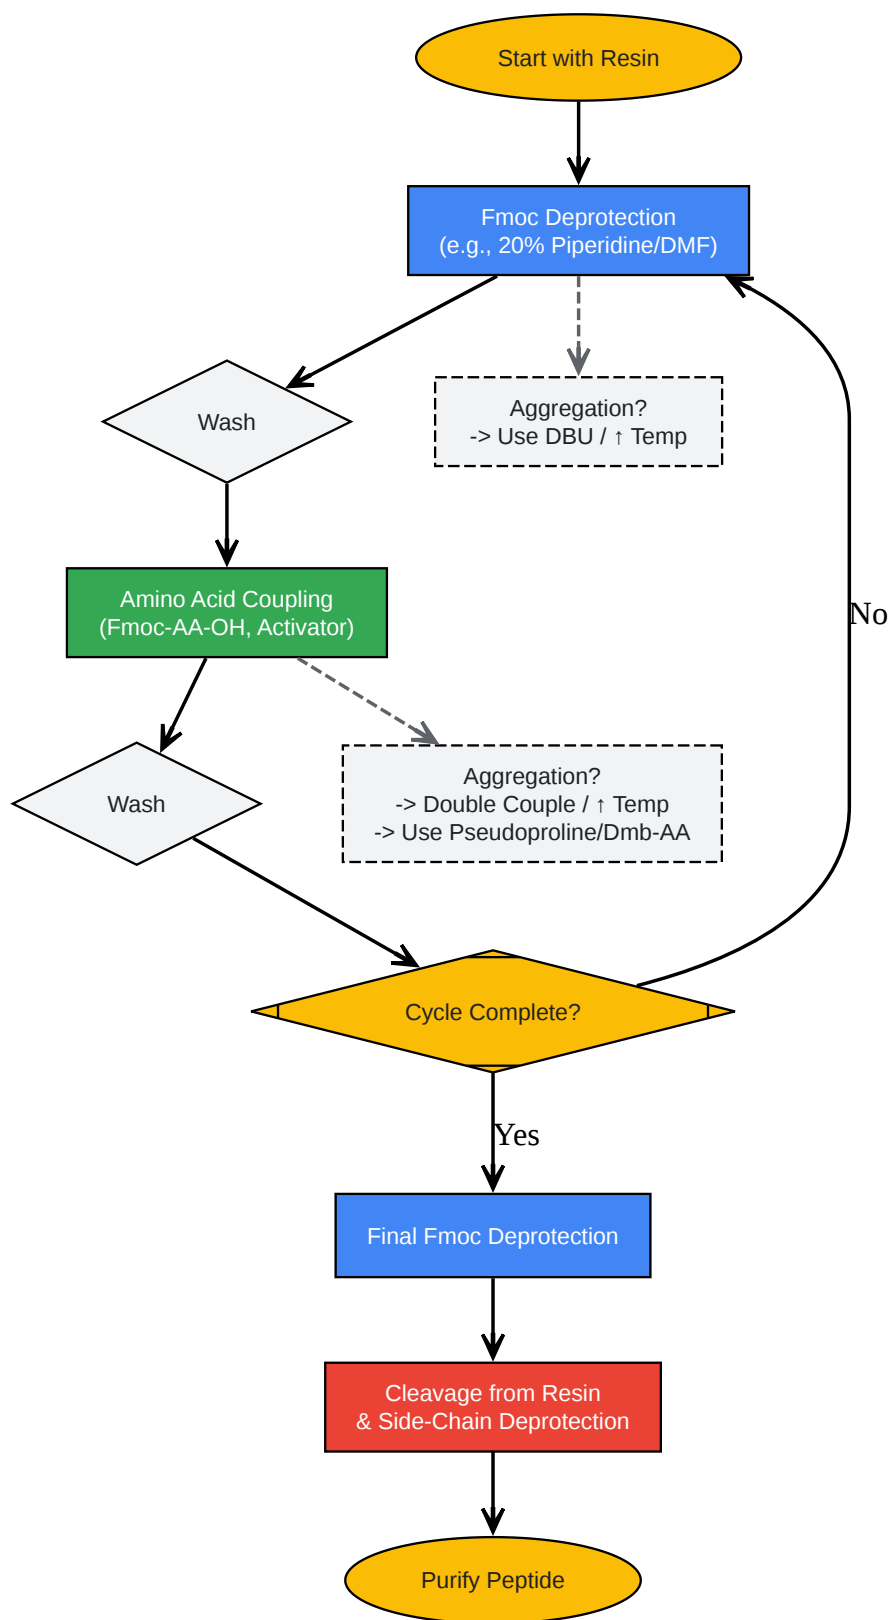 Start with Resin
Fmoc Deprotection
(e.g., 20% Piperidine/DMF)
Wash
Aggregation?
-> Use DBU / ↑ Temp
Amino Acid Coupling
(Fmoc-AA-OH, Activator)
No
Wash
Aggregation?
-> Double Couple / ↑ Temp
-> Use Pseudoproline/Dmb-AA
Cycle Complete?
Yes
Final Fmoc Deprotection
Cleavage from Resin
& Side-Chain Deprotection
Purify Peptide